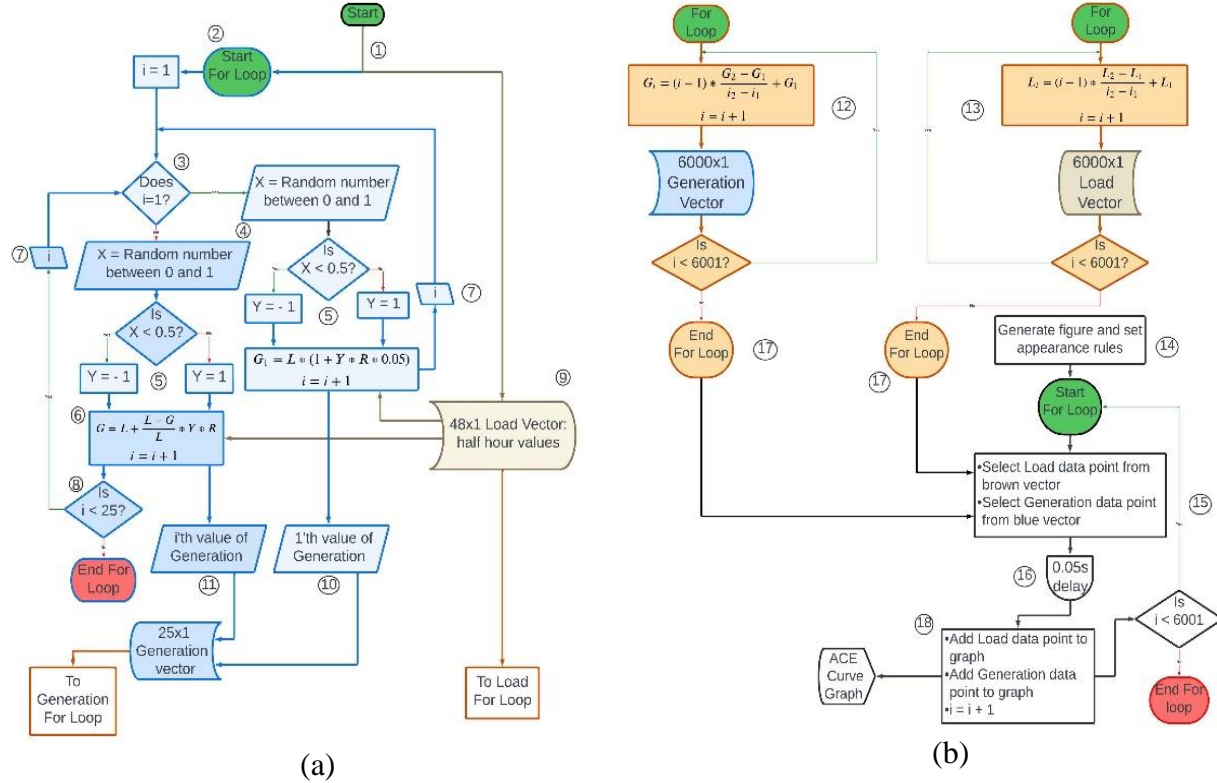 Start
①
②
Start
For Loop
i = 1
③
Does
i=1?
X = Random number
between 0 and 1
④
X = Random number
between 0 and 1
⑦
i
Is
X < 0.5?
⑤
Y = - 1
Y = 1
i
⑦
Is
X < 0.5?
⑤
Y = - 1
Y = 1
G₁ = L * (1 + Y * R * 0.05)
i = i + 1
⑥
G = L + \frac{L - G}{L} * Y * R
i = i + 1
⑨
48x1 Load Vector:
half hour values
⑧
Is
i < 25?
End For
Loop
i'th value of
Generation
⑪
1'th value of
Generation
⑩
25x1
Generation
vector
To
Generation
For Loop
To Load
For Loop
(a)
For
Loop
Gᵢ = (i − 1) * \frac{G₂ − G₁}{i₂ − i₁} + G₁
i = i + 1
⑫
6000x1
Generation
Vector
Is
i < 6001?
End
For Loop
⑰
For
Loop
Lᵢ = (i − 1) * \frac{L₂ − L₁}{i₂ − i₁} + L₁
i = i + 1
⑬
6000x1
Load
Vector
Is
i < 6001?
End
For Loop
⑰
Generate figure and set
appearance rules
⑭
Start
For Loop
•Select Load data point from
brown vector
•Select Generation data point
from blue vector
⑮
⑯
0.05s
delay
⑱
•Add Load data point to
graph
•Add Generation data
point to graph
•i = i + 1
ACE
Curve
Graph
Is
i < 6001
End For
loop
(b)